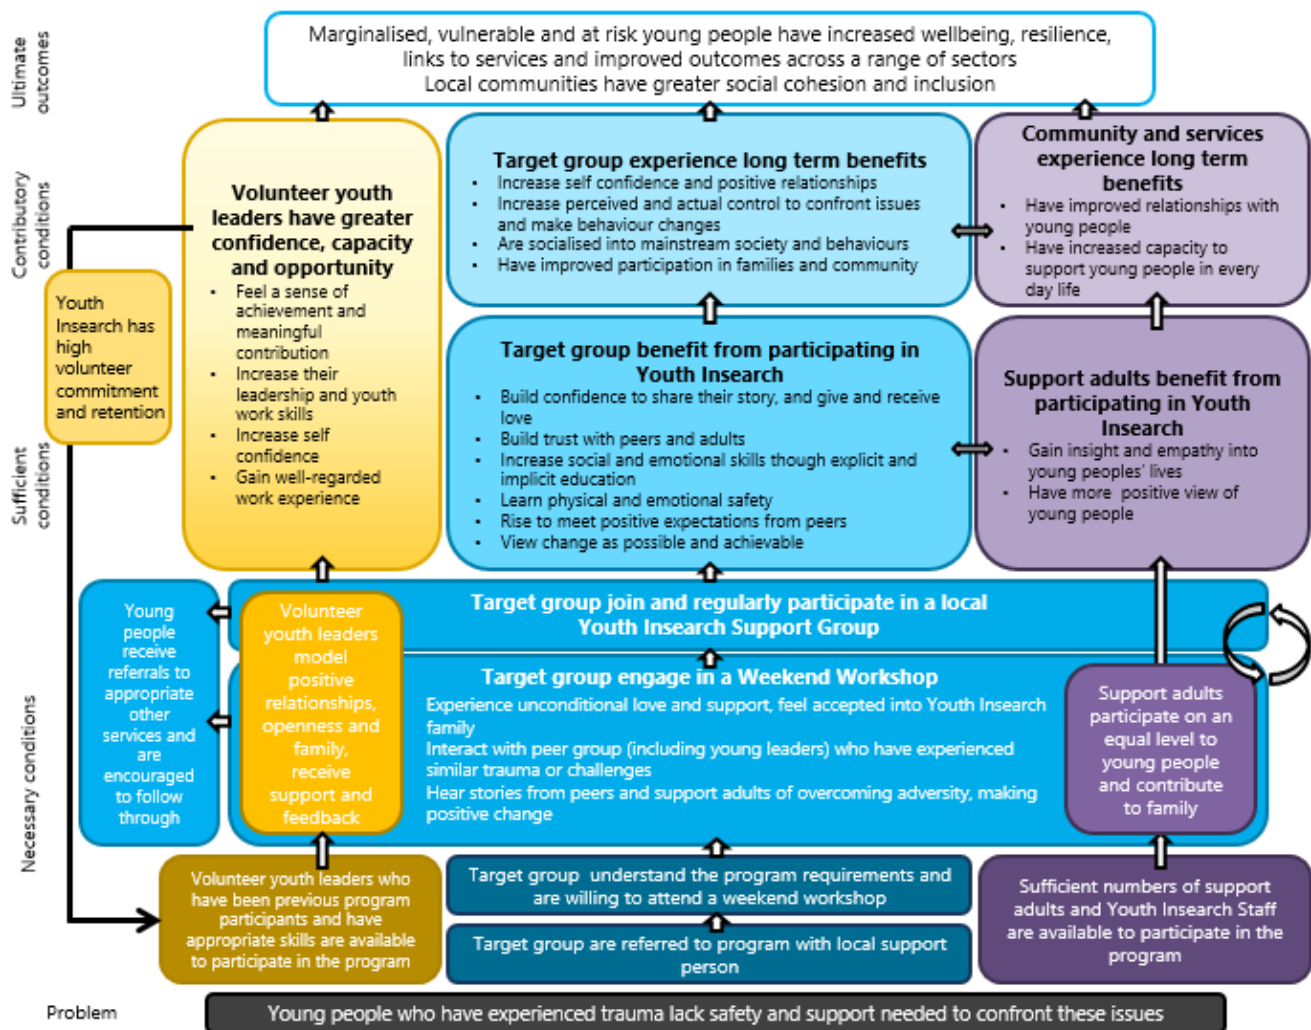 Ultimate
outcomes
Marginalised, vulnerable and at risk young people have increased wellbeing, resilience,
links to services and improved outcomes across a range of sectors
Local communities have greater social cohesion and inclusion
Contributory
conditions
Volunteer youth
leaders have greater
confidence, capacity
and opportunity
• Feel a sense of
achievement and
meaningful
contribution
• Increase their
leadership and youth
work skills
• Increase self
confidence
• Gain well-regarded
work experience
Target group experience long term benefits
• Increase self confidence and positive relationships
• Increase perceived and actual control to confront issues
and make behaviour changes
• Are socialised into mainstream society and behaviours
• Have improved participation in families and community
Community and services
experience long term
benefits
• Have improved relationships with
young people
• Have increased capacity to
support young people in every
day life
Youth
Insearch has
high
volunteer
commitment
and retention
Sufficient
conditions
Target group benefit from participating in
Youth Insearch
• Build confidence to share their story, and give and receive
love
• Build trust with peers and adults
• Increase social and emotional skills though explicit and
implicit education
• Learn physical and emotional safety
• Rise to meet positive expectations from peers
• View change as possible and achievable
Support adults benefit from
participating in Youth
Insearch
• Gain insight and empathy into
young peoples' lives
• Have more positive view of
young people
Necessary conditions
Young
people
receive
referrals to
appropriate
other
services and
are
encouraged
to follow
through
Volunteer
youth leaders
model
positive
relationships,
openness and
family,
receive
support and
feedback
Target group join and regularly participate in a local
Youth Insearch Support Group
Target group engage in a Weekend Workshop
Experience unconditional love and support, feel accepted into Youth Insearch
family
Interact with peer group (including young leaders) who have experienced
similar trauma or challenges
Hear stories from peers and support adults of overcoming adversity, making
positive change
Support adults
participate on an
equal level to
young people
and contribute
to family
Volunteer youth leaders who
have been previous program
participants and have
appropriate skills are available
to participate in the program
Target group understand the program requirements and
are willing to attend a weekend workshop
Target group are referred to program with local support
person
Sufficient numbers of support
adults and Youth Insearch Staff
are available to participate in the
program
Problem
Young people who have experienced trauma lack safety and support needed to confront these issues